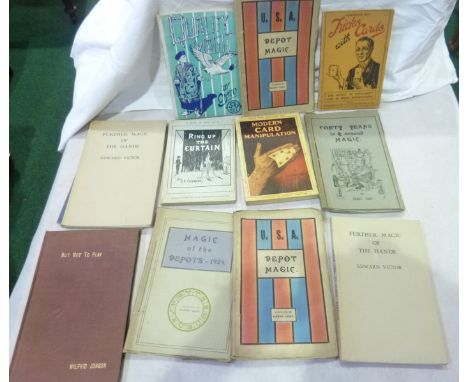 QUALITY
MAGIC
U. S. A.
DEPOT
MAGIC.
Tricks
with Cards
FURTHER MAGIC
OF
THE HANDS
EDWARD VICTOR
RING UP
THE
CURTAIN
MODERN
CARD
MANIPULATION
FORTY YEARS
MAGIC
BUT NOT TO PLAY
WILFRID JONSON
MAGIC
of the
DEPOTS - 1924
U. S. A.
DEPOT
MAGIC.
FURTHER MAGIC
OF
THE HANDS
EDWARD VICTOR